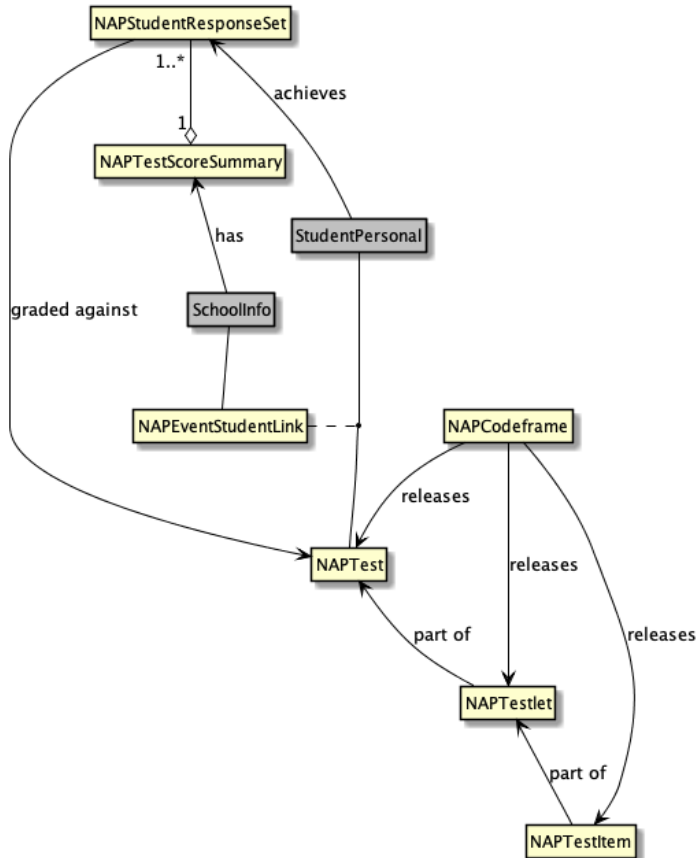 NAPStudentResponseSet
1..*
achieves
1
NAPTestScoreSummary
StudentPersonal
has
SchoolInfo
graded against
NAPEventStudentLink
NAPCodeframe
releases
NAPTest
releases
part of
releases
NAPTestlet
part of
NAPTestItem